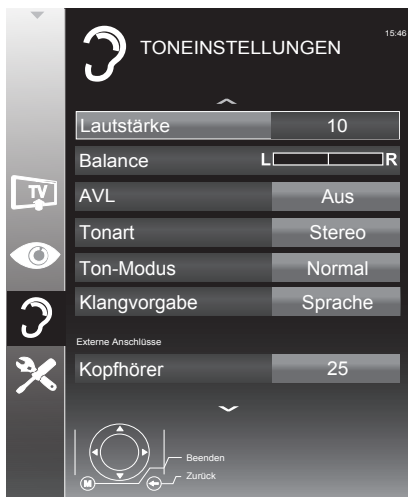 15:46
TONEINSTELLUNGEN
Lautstärke 10
Balance L R
AVL Aus
Tonart Stereo
Ton-Modus Normal
Klangvorgabe Sprache
Externe Anschlüsse
Kopfhörer 25
Beenden
M Zurück
TV